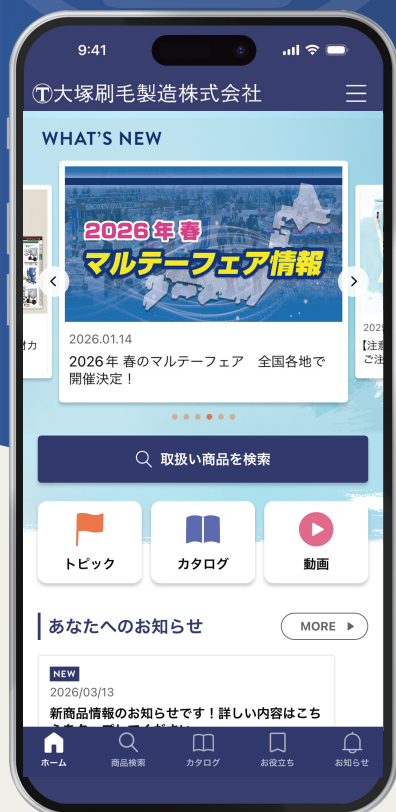 9:41
Ⓣ大塚刷毛製造株式会社
WHAT'S NEW
2026年 春
マルテーフェア情報
2026.01.14
2026年 春のマルテーフェア　全国各地で
開催決定！
【注意
ご注
取扱い商品を検索
トピック
カタログ
動画
あなたへのお知らせ
MORE
NEW
2026/03/13
新商品情報のお知らせです！詳しい内容はこち
ホーム
商品検索
カタログ
お役立ち
お知らせ